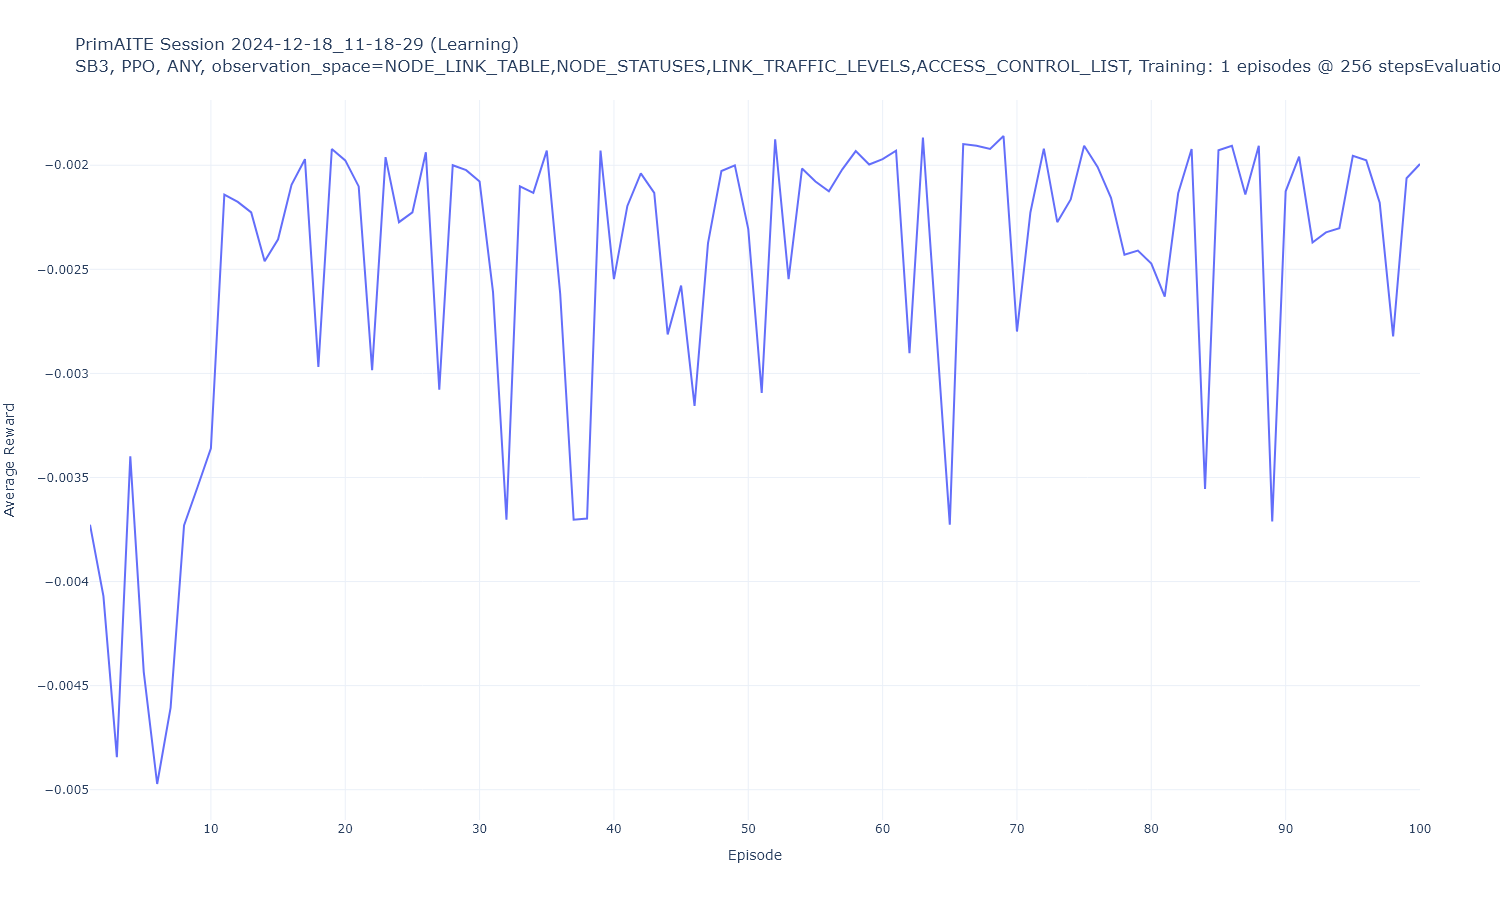 PrimAITE Session 2024-12-18_11-18-29 (Learning)
SB3, PPO, ANY, observation_space=NODE_LINK_TABLE,NODE_STATUSES,LINK_TRAFFIC_LEVELS,ACCESS_CONTROL_LIST, Training: 1 episodes @ 256 stepsEvaluatio
−0.002
−0.0025
−0.003
−0.0035
−0.004
−0.0045
−0.005
Average Reward
10 20 30 40 50 60 70 80 90 100
Episode